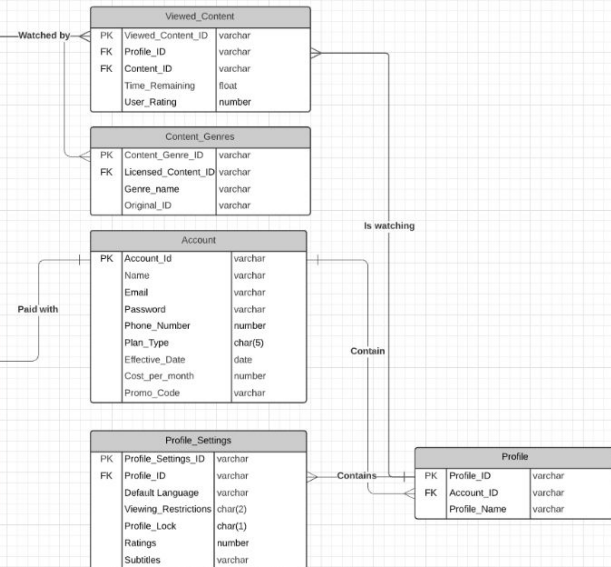 Viewed_Content
Watched by
PK Viewed_Content_ID varchar
FK Profile_ID varchar
FK Content_ID varchar
Time_Remaining float
User_Rating number
Content_Genres
PK Content_Genre_ID varchar
FK Licensed_Content_ID varchar
Genre_name varchar
Original_ID varchar
Is watching
Account
PK Account_Id varchar
Name varchar
Email varchar
Password varchar
Phone_Number number
Plan_Type char(5)
Effective_Date date
Cost_per_month number
Promo_Code varchar
Paid with
Contain
Profile_Settings
PK Profile_Settings_ID varchar
FK Profile_ID varchar
Default Language varchar
Viewing_Restrictions char(2)
Profile_Lock char(1)
Ratings number
Subtitles varchar
Contains
Profile
PK Profile_ID varchar
FK Account_ID varchar
Profile_Name varchar